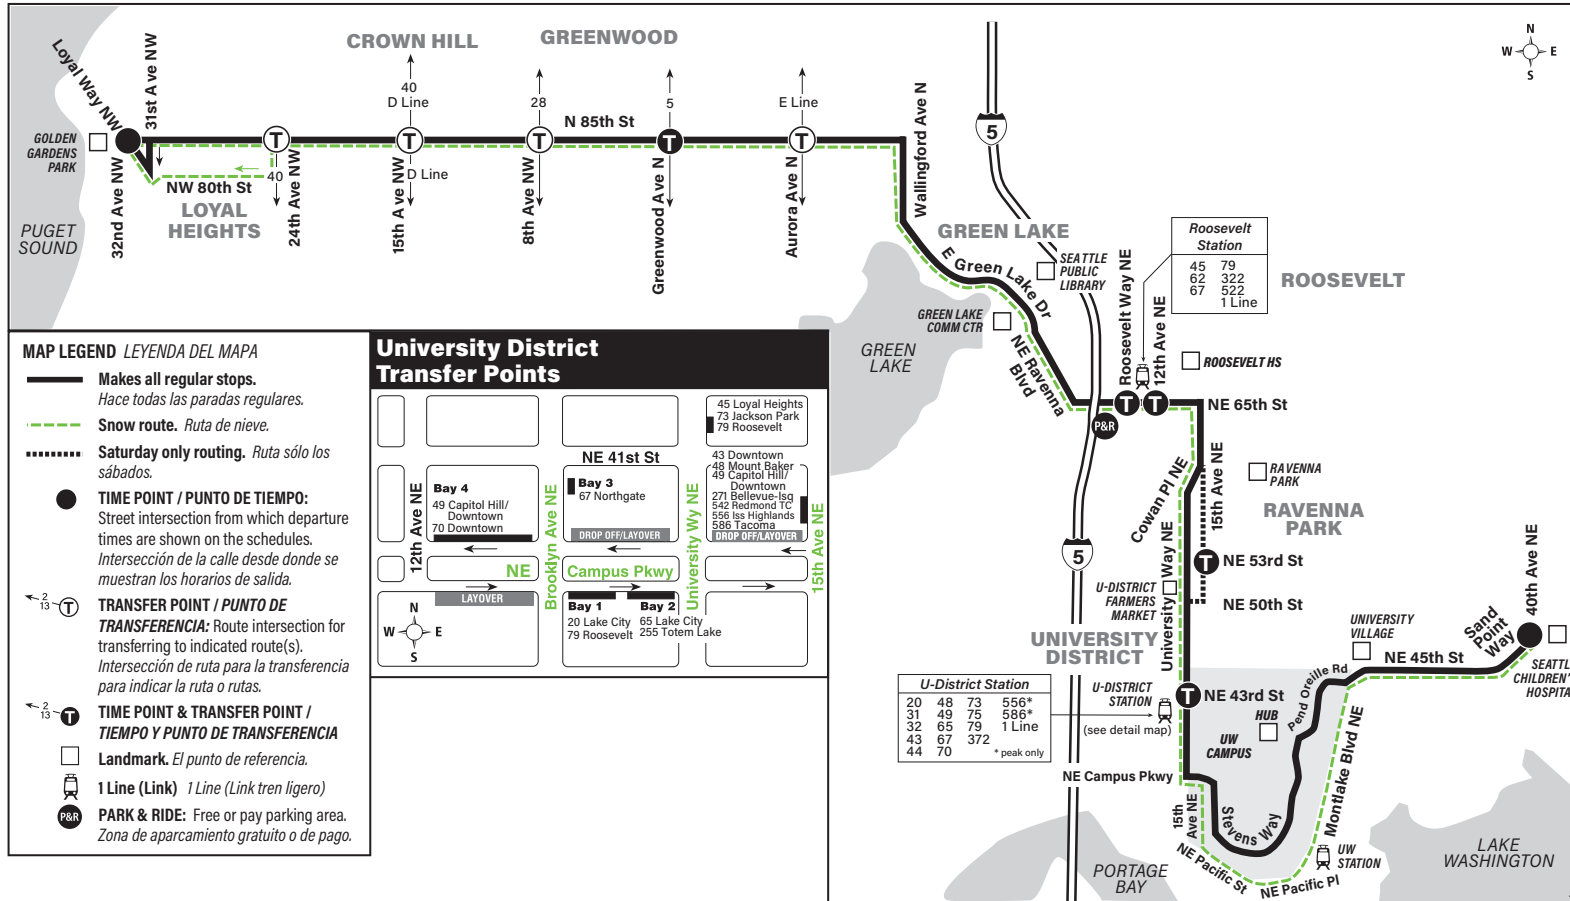 CROWN HILL
GREENWOOD
40
D Line
28
5
E Line
N 85th St
Loyal Way NW
31st Ave NW
GOLDEN
GARDENS
PARK
PUGET
SOUND
32nd Ave NW
NW 80th St
LOYAL
HEIGHTS
40
24th Ave NW
15th Ave NW
D Line
8th Ave NW
Greenwood Ave N
Aurora Ave N
Wallingford Ave N
5
N
W
E
S
GREEN LAKE
E Green Lake Dr
SEATTLE
PUBLIC
LIBRARY
GREEN LAKE
COMM CTR
GREEN
LAKE
NE Ravenna
Blvd
Roosevelt Way NE
12th Ave NE
Roosevelt
Station
45 79
62 322
67 522
1 Line
ROOSEVELT
ROOSEVELT HS
NE 65th St
P&R
Cowan Pl NE
15th Ave NE
RAVENNA
PARK
RAVENNA
PARK
5
NE 53rd St
U-DISTRICT
FARMERS
MARKET
University Way NE
NE 50th St
UNIVERSITY
DISTRICT
UNIVERSITY
VILLAGE
NE 45th St
Sand
Point
Way
40th Ave NE
SEATTL
CHILDREN'
HOSPITA
U-District Station
20 48 73 556*
31 49 75 586*
32 65 79 1 Line
43 67 372
44 70 * peak only
U-DISTRICT
STATION
(see detail map)
NE 43rd St
HUB
UW
CAMPUS
Pend Oreille Rd
NE Campus Pkwy
15th
Ave NE
Stevens Way
Montlake Blvd NE
NE Pacific St
NE Pacific Pl
UW
STATION
PORTAGE
BAY
LAKE
WASHINGTON
MAP LEGEND LEYENDA DEL MAPA
Makes all regular stops.
Hace todas las paradas regulares.
Snow route. Ruta de nieve.
Saturday only routing. Ruta sólo los
sábados.
TIME POINT / PUNTO DE TIEMPO:
Street intersection from which departure
times are shown on the schedules.
Intersección de la calle desde donde se
muestran los horarios de salida.
2
13
T
TRANSFER POINT / PUNTO DE
TRANSFERENCIA: Route intersection for
transferring to indicated route(s).
Intersección de ruta para la transferencia
para indicar la ruta o rutas.
2
13
T
TIME POINT & TRANSFER POINT /
TIEMPO Y PUNTO DE TRANSFERENCIA
Landmark. El punto de referencia.
1 Line (Link) 1 Line (Link tren ligero)
P&R
PARK & RIDE: Free or pay parking area.
Zona de aparcamiento gratuito o de pago.
University District
Transfer Points
45 Loyal Heights
73 Jackson Park
79 Roosevelt
NE 41st St
12th Ave NE
Bay 4
49 Capitol Hill/
Downtown
70 Downtown
Brooklyn Ave NE
Bay 3
67 Northgate
DROP OFF/LAYOVER
University Wy NE
43 Downtown
48 Mount Baker
49 Capitol Hill/
Downtown
271 Bellevue-Isq
542 Redmond TC
556 Iss Highlands
586 Tacoma
DROP OFF/LAYOVER
15th Ave NE
NE
Campus Pkwy
LAYOVER
N
W
E
S
Bay 1
20 Lake City
79 Roosevelt
Bay 2
65 Lake City
255 Totem Lake